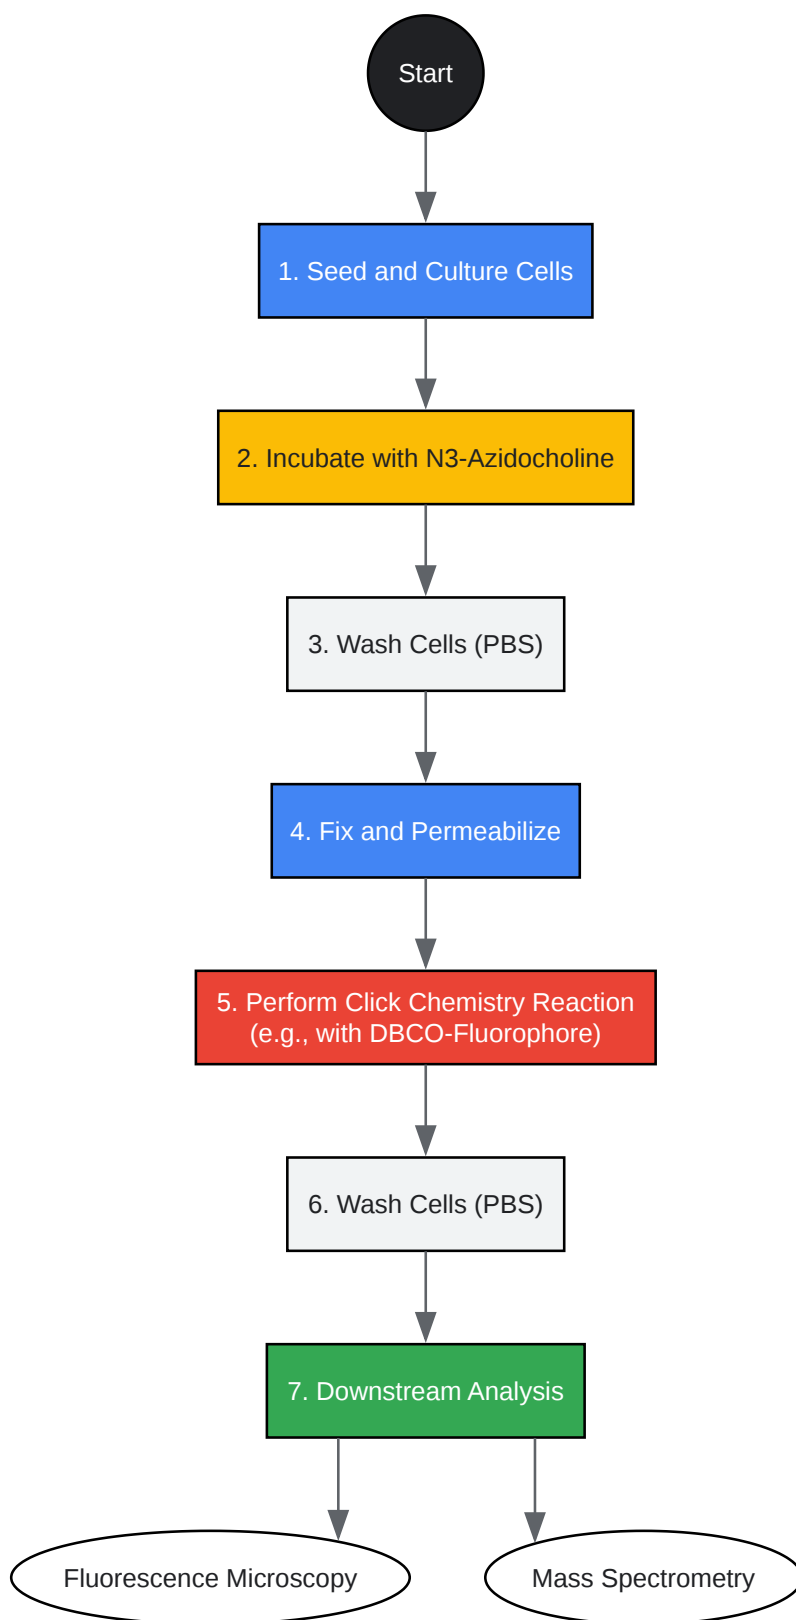 Start
1. Seed and Culture Cells
2. Incubate with N3-Azidocholine
3. Wash Cells (PBS)
4. Fix and Permeabilize
5. Perform Click Chemistry Reaction
(e.g., with DBCO-Fluorophore)
6. Wash Cells (PBS)
7. Downstream Analysis
Fluorescence Microscopy
Mass Spectrometry